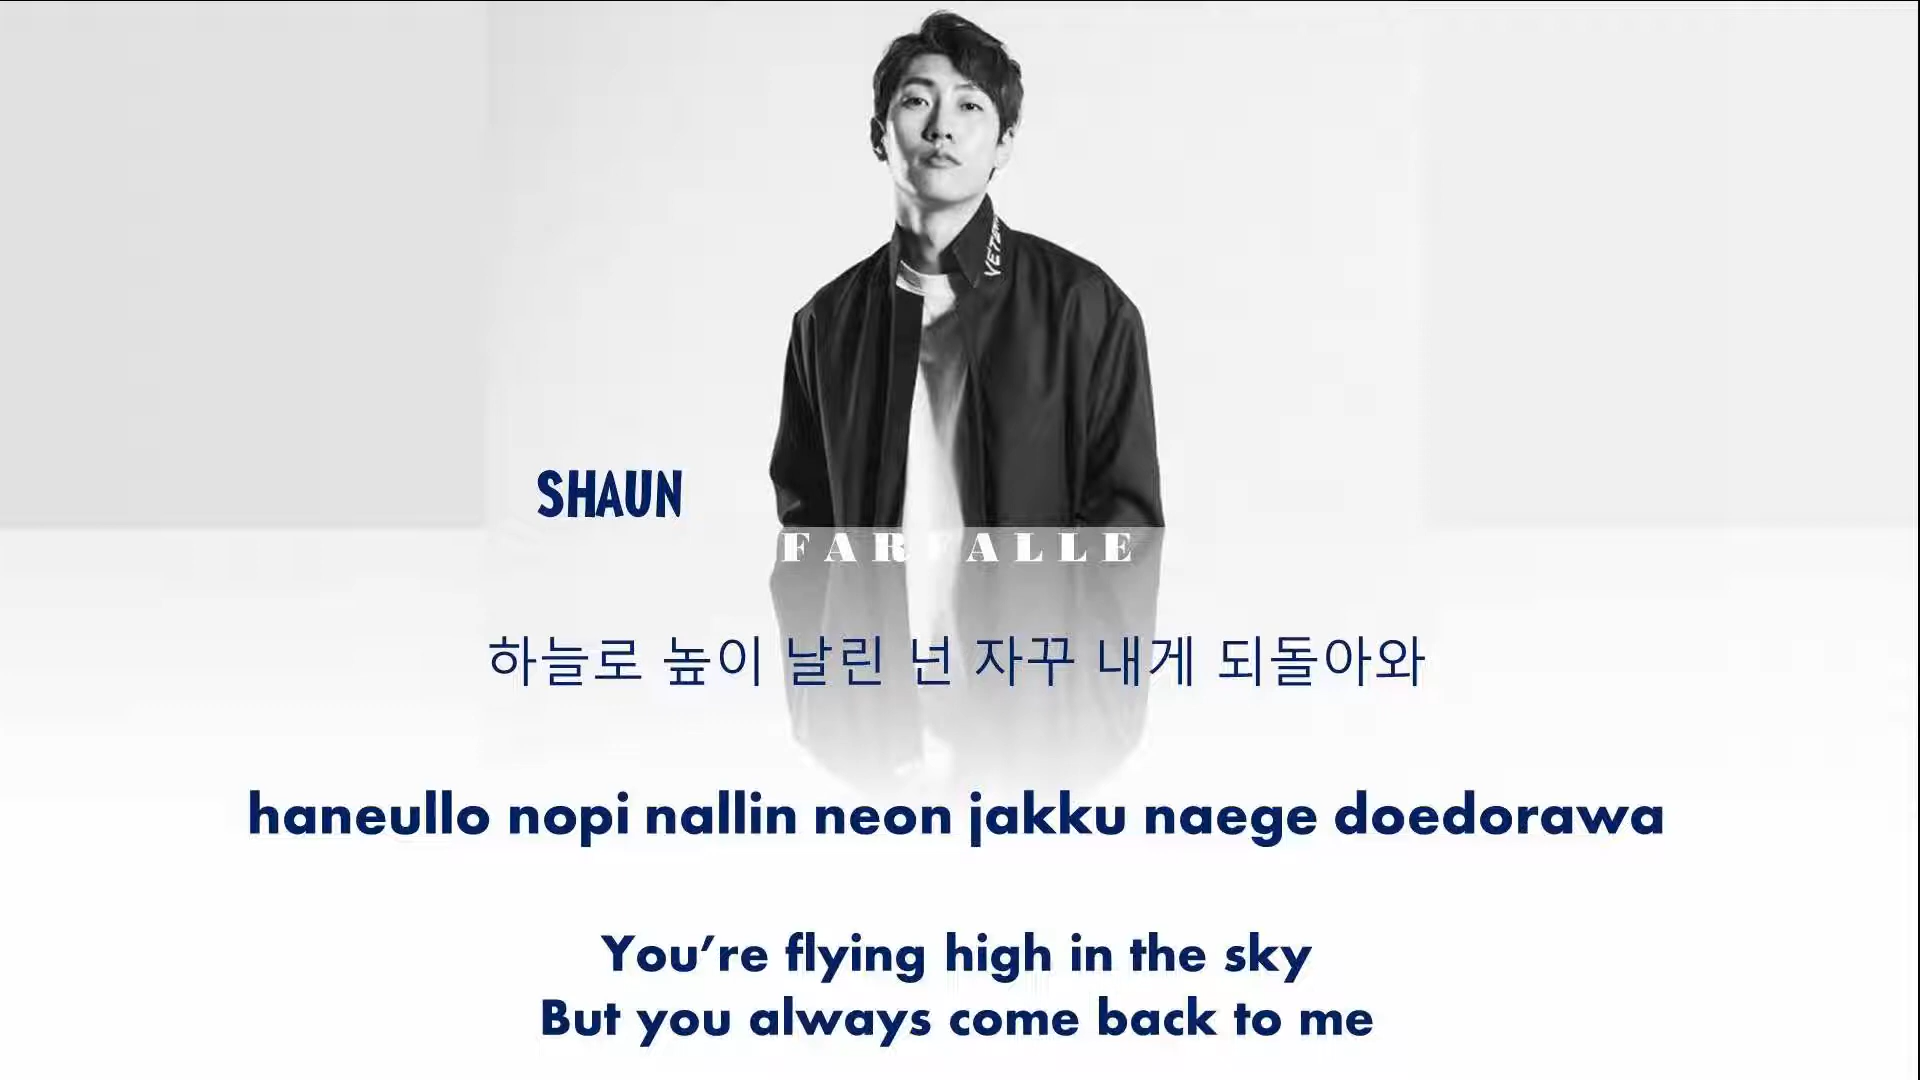 VETE
SHAUN
FARFALLE
하늘로 높이 날린 넌 자꾸 내게 되돌아와
haneullo nopi nallin neon jakku naege doedorawa
You’re flying high in the sky
But you always come back to me